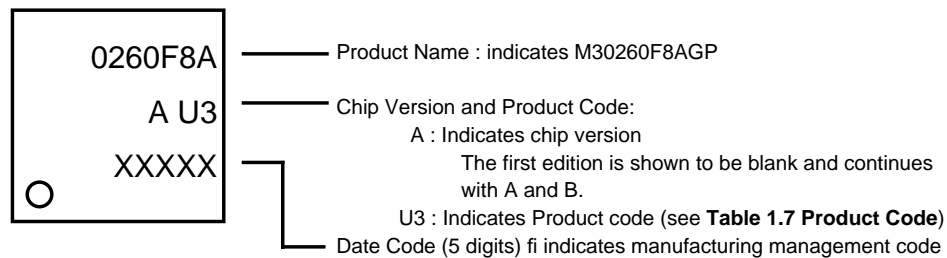 0260F8A Product Name : indicates M30260F8AGP
A U3 Chip Version and Product Code:
A : Indicates chip version
The first edition is shown to be blank and continues
with A and B.
U3 : Indicates Product code (see Table 1.7 Product Code)
XXXXX
Date Code (5 digits) fi indicates manufacturing management code